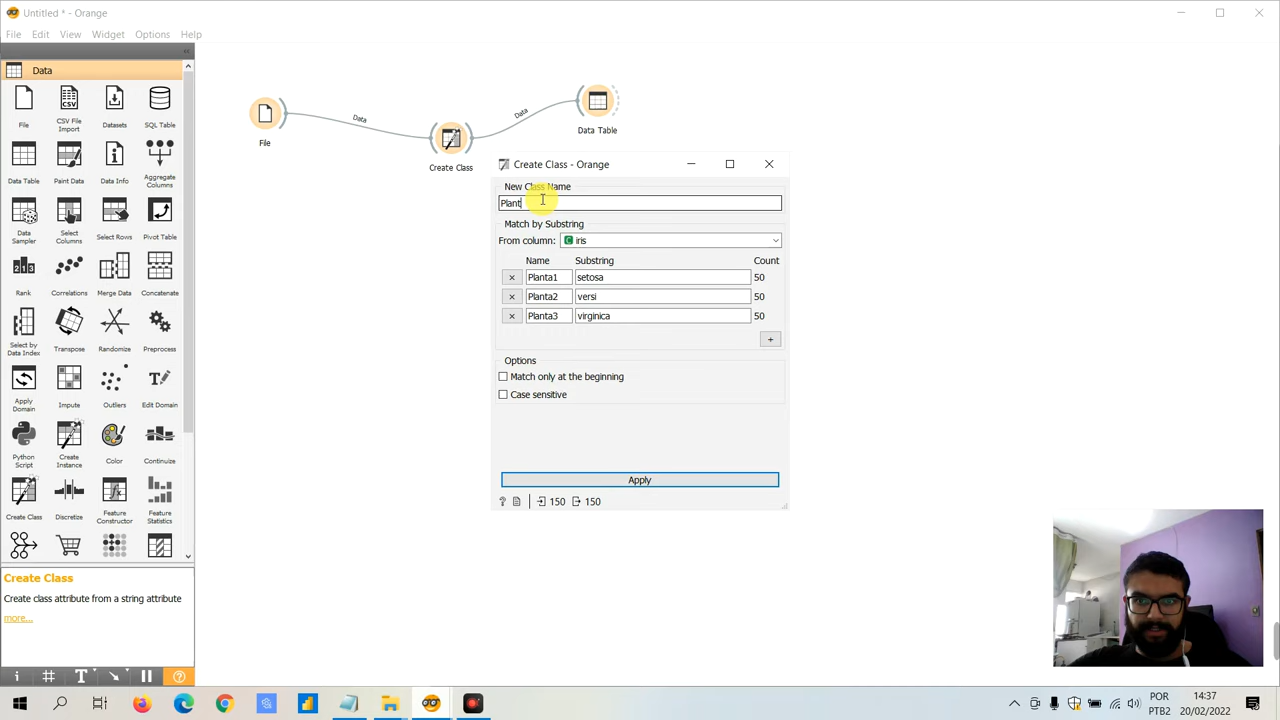 Untitled * - Orange
File Edit View Widget Options Help
Data
File
CSV File Import
Datasets
SQL Table
Data Table
Paint Data
Data Info
Aggregate Columns
Data Sampler
Select Columns
Select Rows
Pivot Table
Rank
Correlations
Merge Data
Concatenate
Select by Data Index
Transpose
Randomize
Preprocess
Apply Domain
Impute
Outliers
Edit Domain
Python Script
Create Instance
Color
Continuize
Create Class
Discretize
Feature Constructor
Feature Statistics
Create Class
Create class attribute from a string attribute
more...
File
Data
Create Class
Data
Data Table
Create Class - Orange
New Class Name
Plant
Match by Substring
From column: C iris
Name Substring Count
Planta1 setosa 50
Planta2 versi 50
Planta3 virginica 50
+
Options
Match only at the beginning
Case sensitive
Apply
150 150
POR
PTB2
14:37
20/02/2022